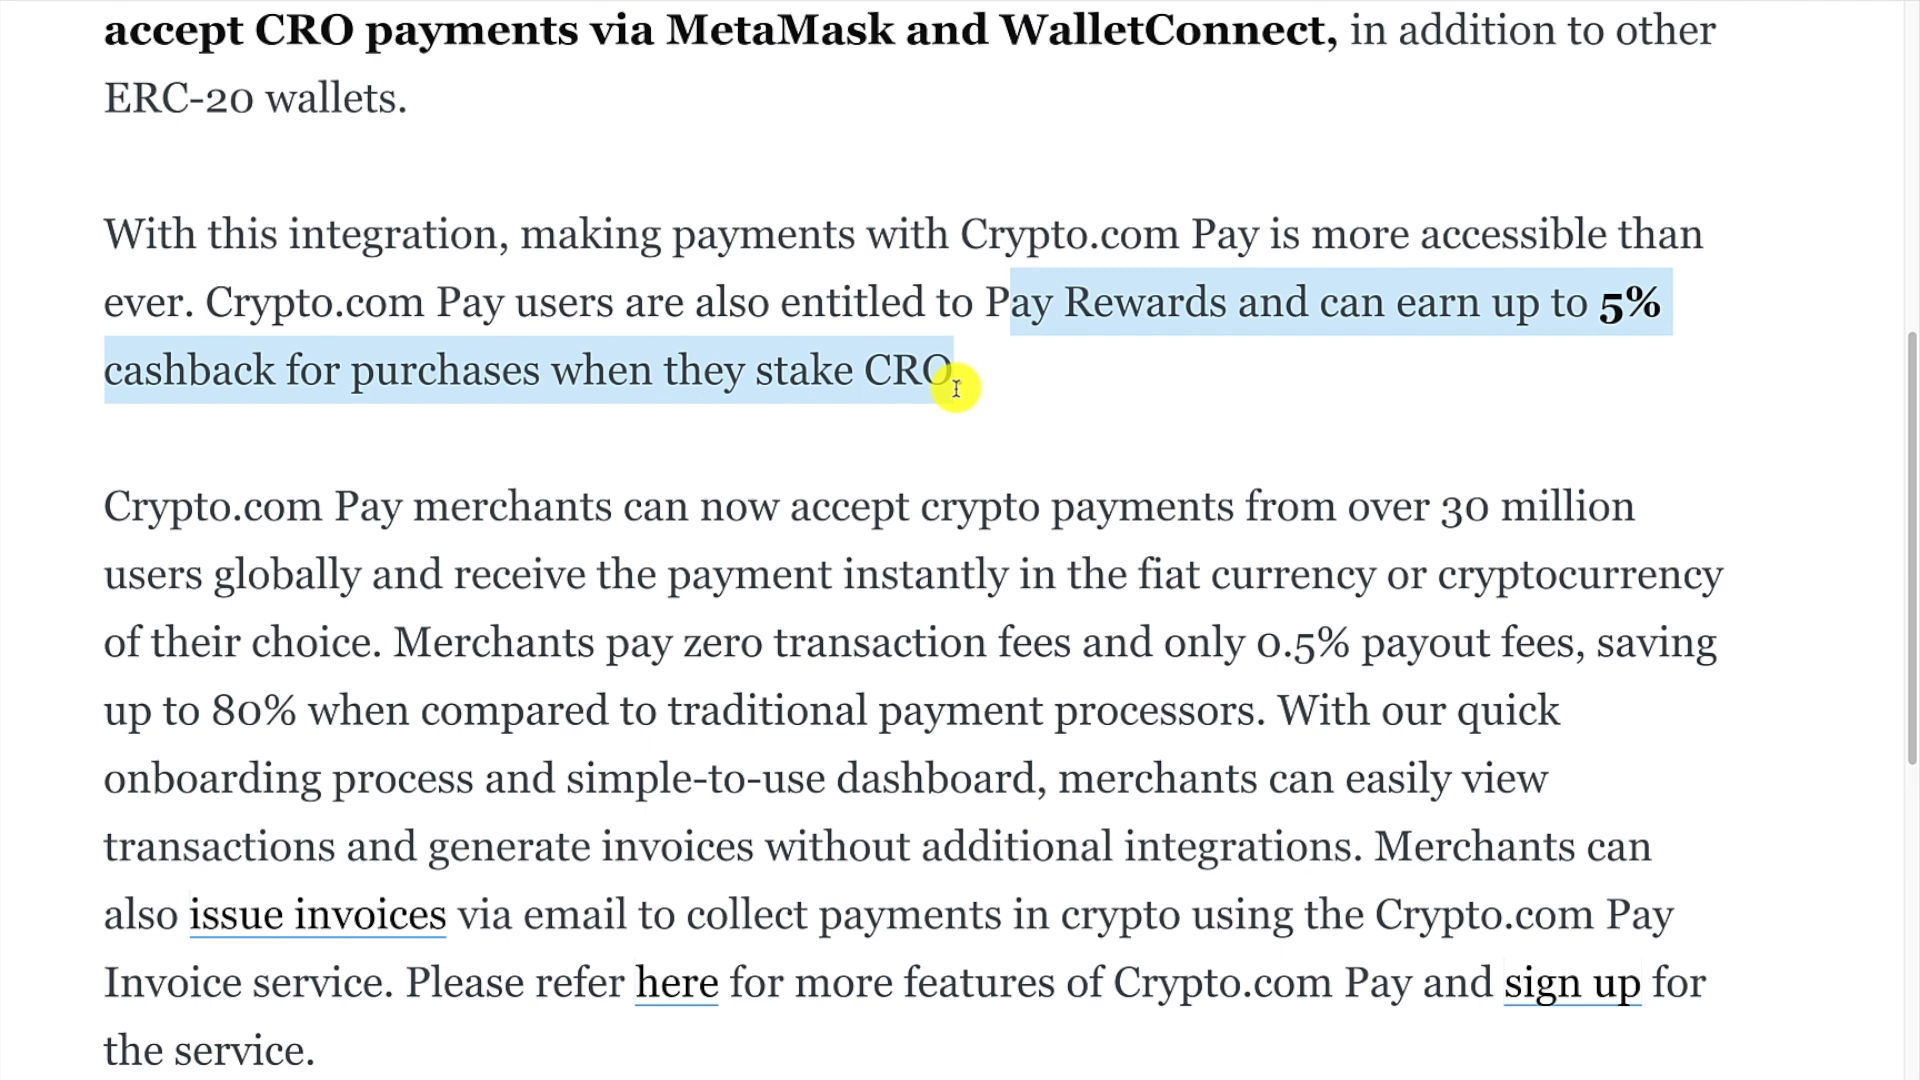 accept CRO payments via MetaMask and WalletConnect, in addition to other
ERC-20 wallets.
With this integration, making payments with Crypto.com Pay is more accessible than
ever. Crypto.com Pay users are also entitled to Pay Rewards and can earn up to 5%
cashback for purchases when they stake CRO.
Crypto.com Pay merchants can now accept crypto payments from over 30 million
users globally and receive the payment instantly in the fiat currency or cryptocurrency
of their choice. Merchants pay zero transaction fees and only 0.5% payout fees, saving
up to 80% when compared to traditional payment processors. With our quick
onboarding process and simple-to-use dashboard, merchants can easily view
transactions and generate invoices without additional integrations. Merchants can
also issue invoices via email to collect payments in crypto using the Crypto.com Pay
Invoice service. Please refer here for more features of Crypto.com Pay and sign up for
the service.